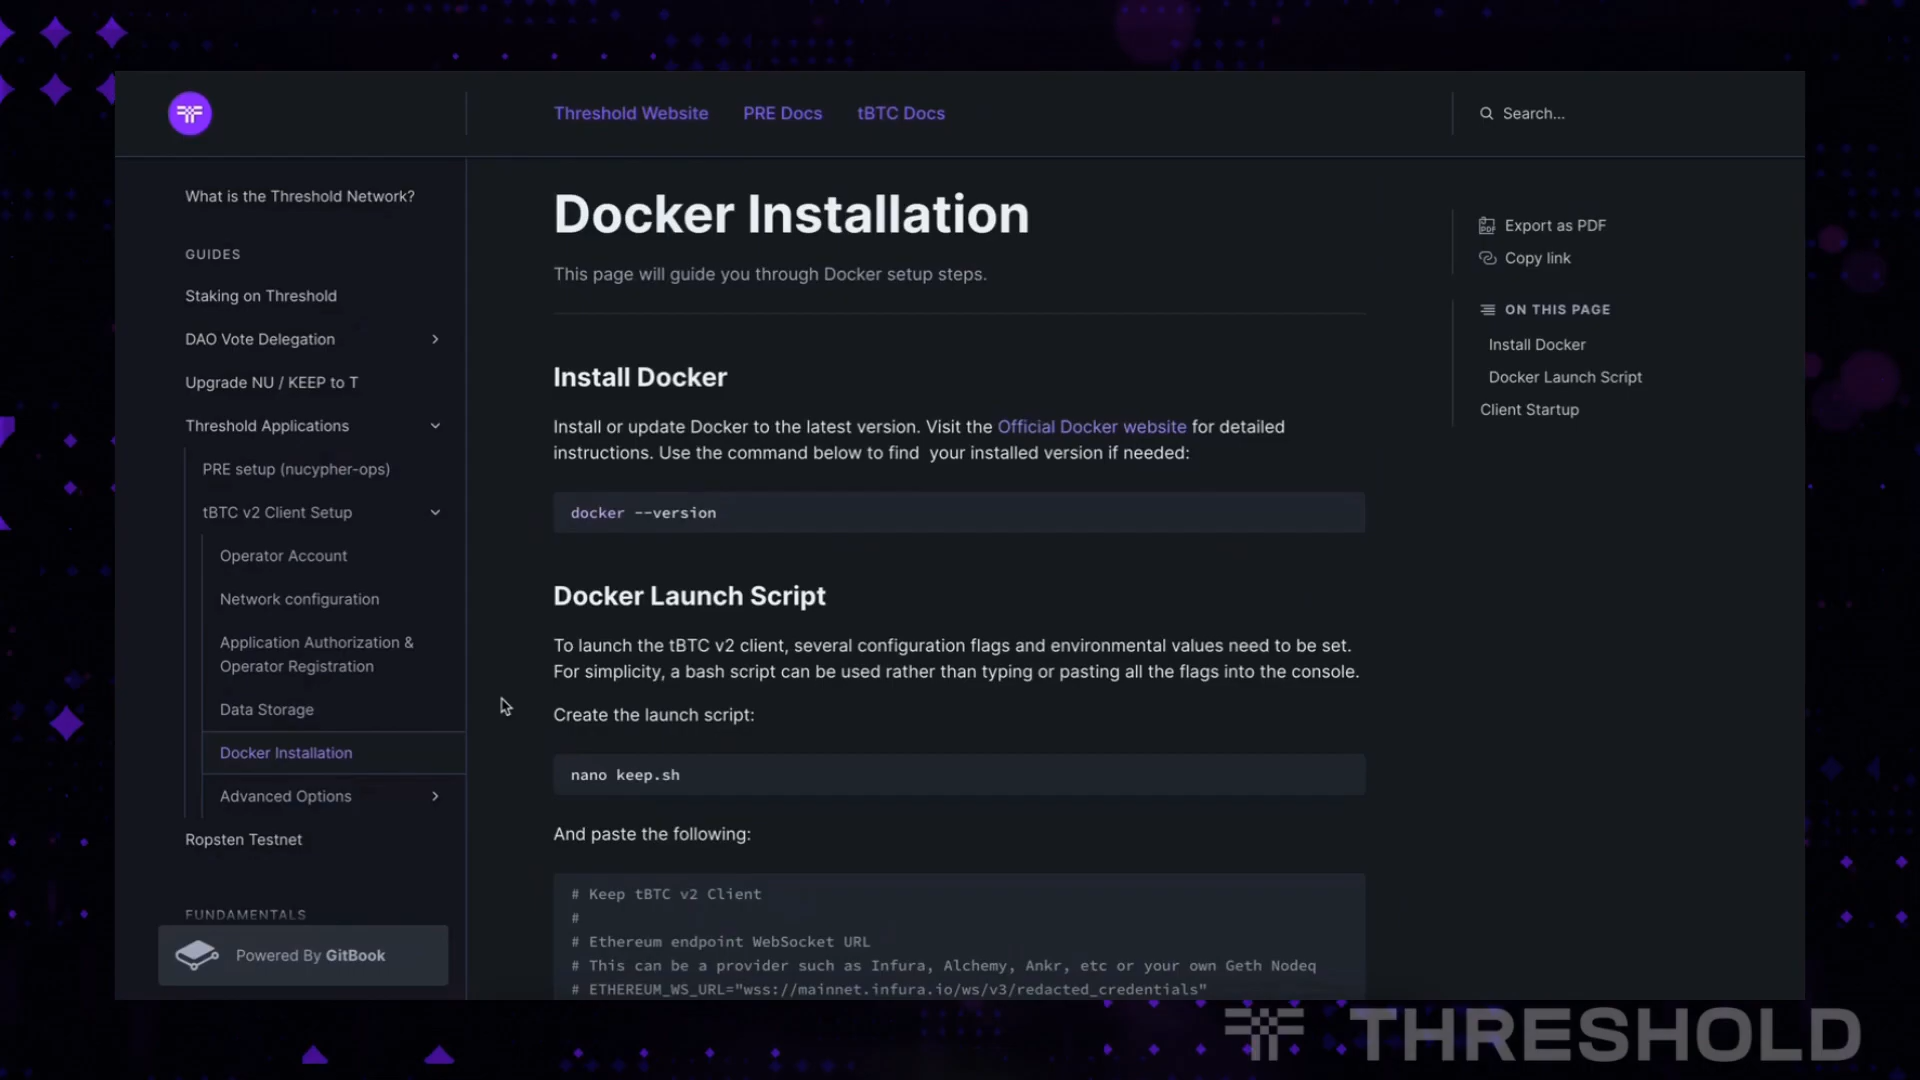 Threshold Website
PRE Docs
tBTC Docs
Search...
What is the Threshold Network?
GUIDES
Staking on Threshold
DAO Vote Delegation
Upgrade NU / KEEP to T
Threshold Applications
PRE setup (nucypher-ops)
tBTC v2 Client Setup
Operator Account
Network configuration
Application Authorization &
Operator Registration
Data Storage
Docker Installation
Advanced Options
Ropsten Testnet
FUNDAMENTALS
Powered By GitBook
Docker Installation
This page will guide you through Docker setup steps.
Install Docker
Install or update Docker to the latest version. Visit the Official Docker website for detailed
instructions. Use the command below to find  your installed version if needed:
docker --version
Docker Launch Script
To launch the tBTC v2 client, several configuration flags and environmental values need to be set.
For simplicity, a bash script can be used rather than typing or pasting all the flags into the console.
Create the launch script:
nano keep.sh
And paste the following:
# Keep tBTC v2 Client
#
# Ethereum endpoint WebSocket URL
# This can be a provider such as Infura, Alchemy, Ankr, etc or your own Geth Nodeq
# ETHEREUM_WS_URL="wss://mainnet.infura.io/ws/v3/redacted_credentials"
Export as PDF
Copy link
ON THIS PAGE
Install Docker
Docker Launch Script
Client Startup
THRESHOLD